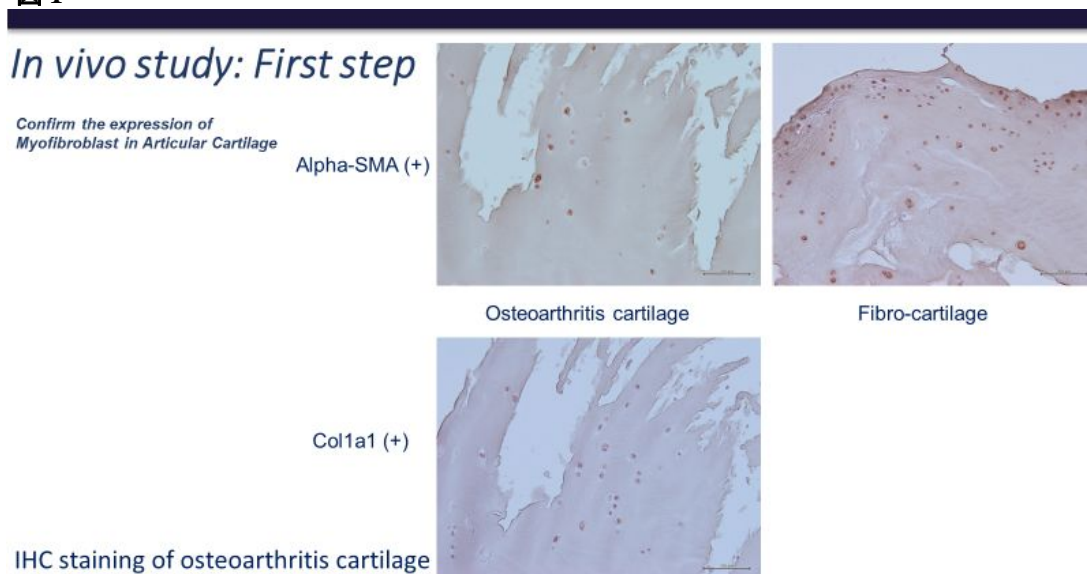 In vivo study: First step
Confirm the expression of
Myofibroblast in Articular Cartilage
Alpha-SMA (+)
Osteoarthritis cartilage
Fibro-cartilage
Col1a1 (+)
IHC staining of osteoarthritis cartilage